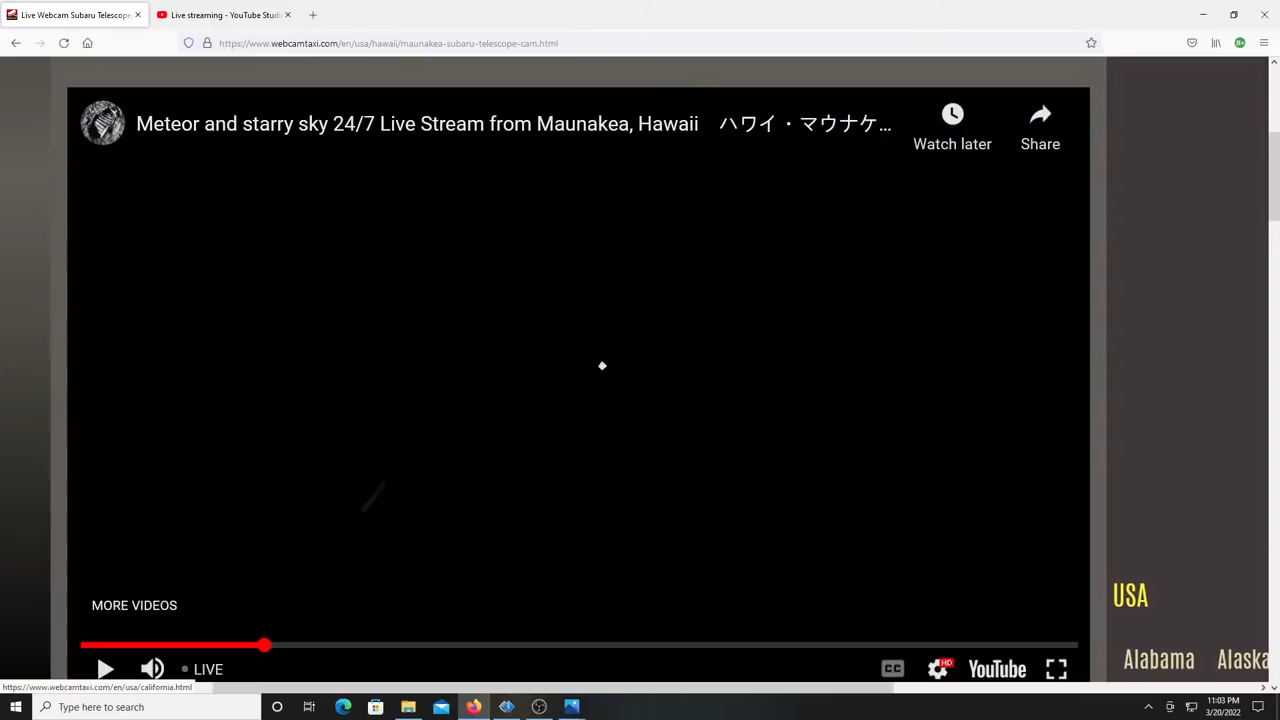 Live Webcam Subaru Telescope,
Live streaming - YouTube Studi
https://www.webcamtaxi.com/en/usa/hawaii/maunakea-subaru-telescope-cam.html
Meteor and starry sky 24/7 Live Stream from Maunakea, Hawaii ハワイ・マウナケ...
Watch later
Share
MORE VIDEOS
USA
LIVE
CC
HD
YouTube
Alabama Alaska
https://www.webcamtaxi.com/en/usa/california.html
Type here to search
11:03 PM
3/20/2022